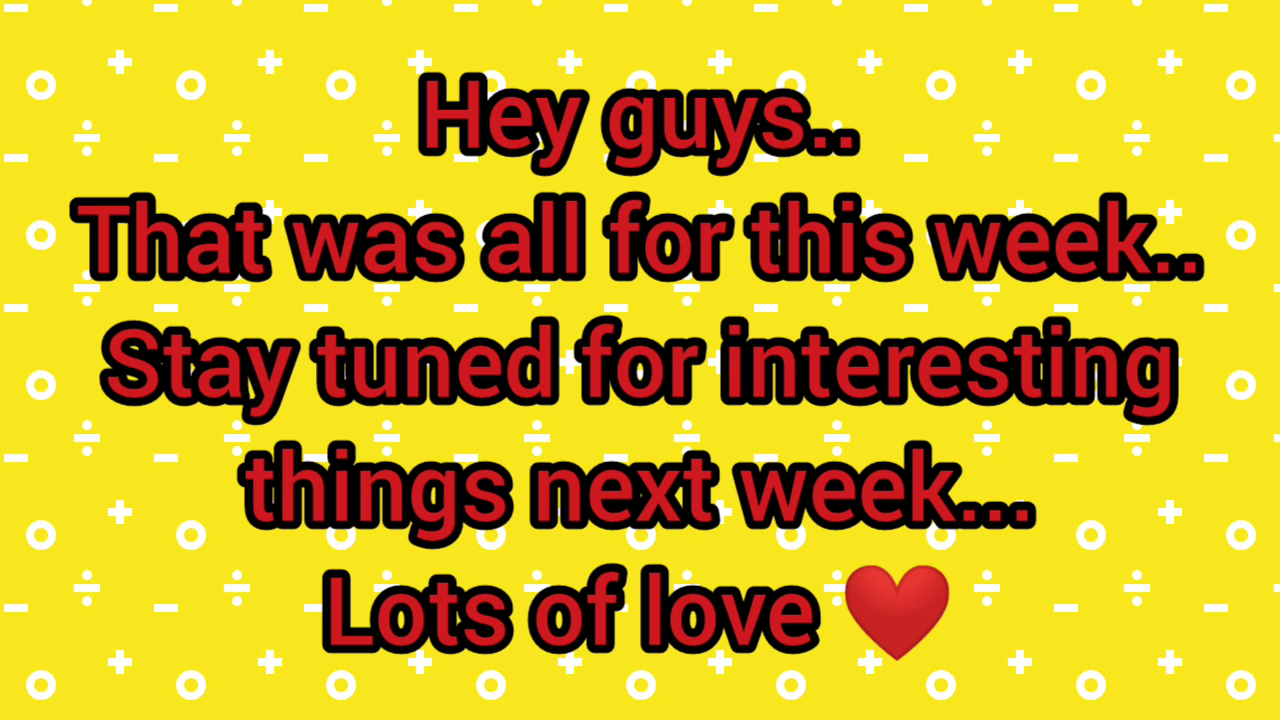 Hey guys..
That was all for this week..
Stay tuned for interesting
things next week...
Lots of love ❤️